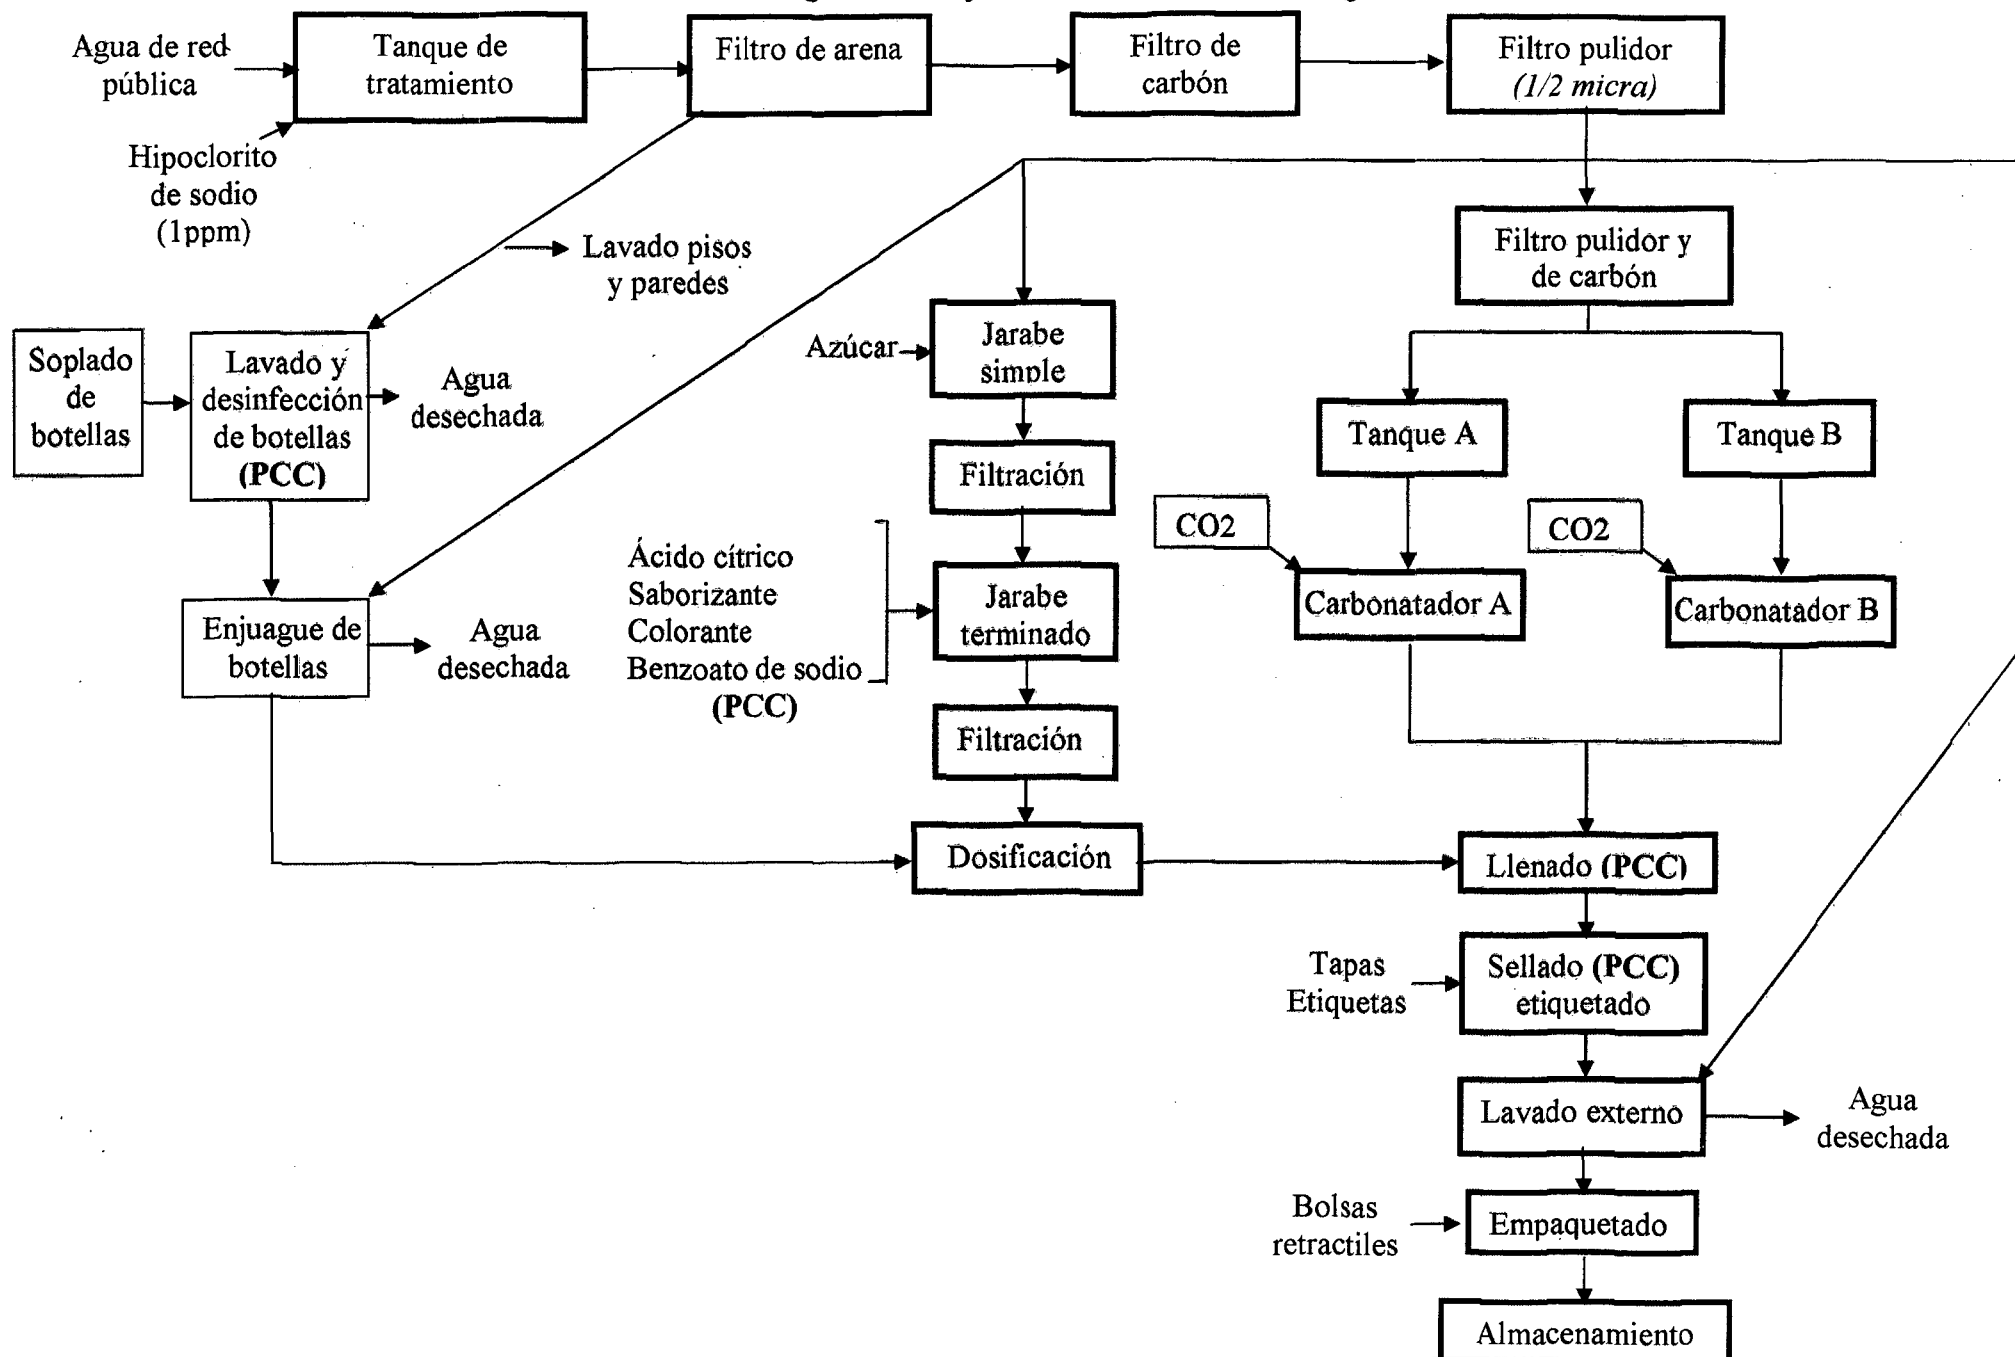 Agua de red
pública
Tanque de
tratamiento
Filtro de arena
Filtro de
carbón
Filtro pulidor
(1/2 micra)
Hipoclorito
de sodio
(1ppm)
Lavado pisos
y paredes
Filtro pulidor y
de carbón
Soplado
de
botellas
Lavado y
desinfección
de botellas
(PCC)
Agua
desechada
Azúcar
Jarabe
simple
Tanque A
Tanque B
Filtración
CO2
CO2
Ácido cítrico
Saborizante
Colorante
Benzoato de sodio
(PCC)
Jarabe
terminado
Carbonatador A
Carbonatador B
Enjuague de
botellas
Agua
desechada
Filtración
Dosificación
Llenado (PCC)
Tapas
Etiquetas
Sellado (PCC)
etiquetado
Lavado externo
Agua
desechada
Bolsas
retractiles
Empaquetado
Almacenamiento